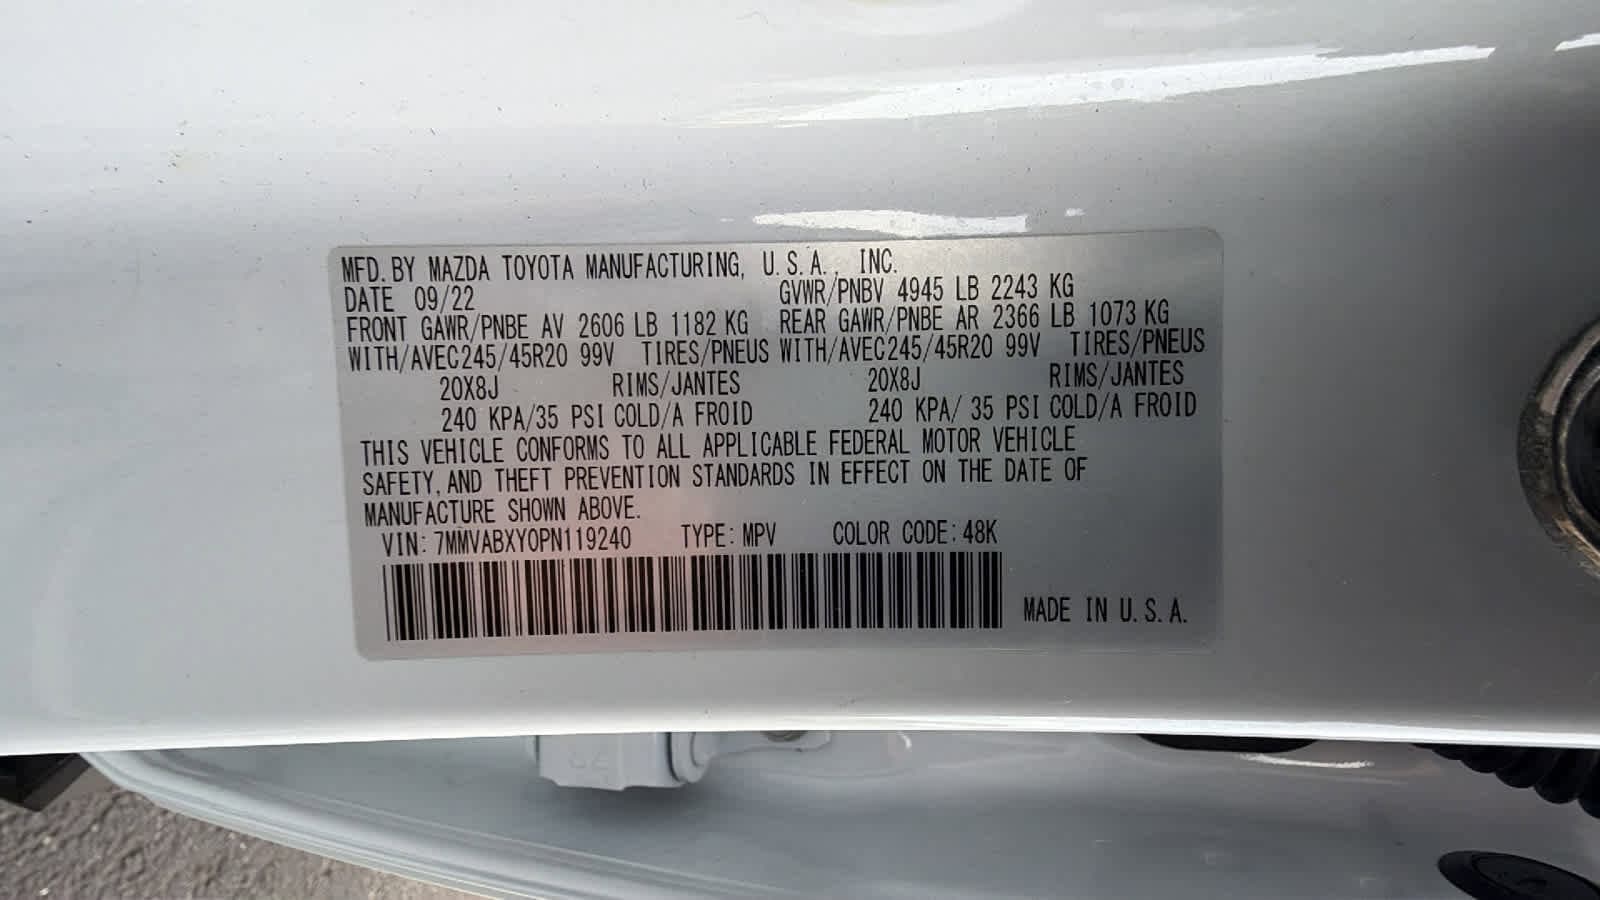 MFD. BY MAZDA TOYOTA MANUFACTURING, U.S.A., INC.
DATE 09/22 GVWR/PNBV 4945 LB 2243 KG
FRONT GAWR/PNBE AV 2606 LB 1182 KG REAR GAWR/PNBE AR 2366 LB 1073 KG
WITH/AVEC245/45R20 99V TIRES/PNEUS WITH/AVEC245/45R20 99V TIRES/PNEUS
20X8J RIMS/JANTES 20X8J RIMS/JANTES
240 KPA/35 PSI COLD/A FROID 240 KPA/ 35 PSI COLD/A FROID
THIS VEHICLE CONFORMS TO ALL APPLICABLE FEDERAL MOTOR VEHICLE
SAFETY, AND THEFT PREVENTION STANDARDS IN EFFECT ON THE DATE OF
MANUFACTURE SHOWN ABOVE.
VIN: 7MMVABXY0PN119240 TYPE: MPV COLOR CODE: 48K
MADE IN U.S.A.